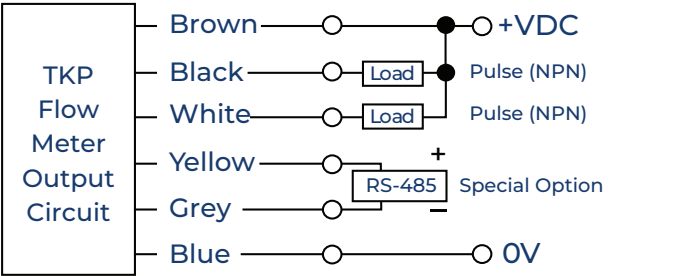 TKP
Flow
Meter
Output
Circuit
Brown +VDC
Black Load Pulse (NPN)
White Load Pulse (NPN)
Yellow +
RS-485 Special Option
Grey −
Blue 0V